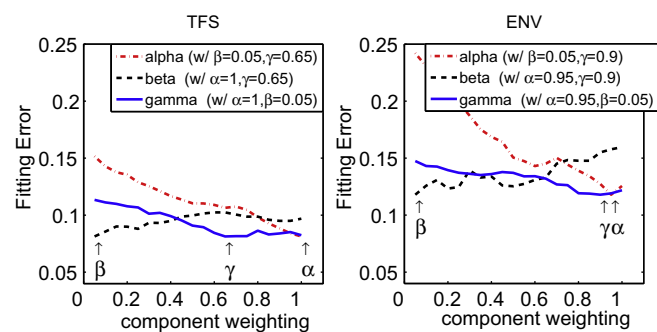 TFS
0.25
0.2
0.15
0.1
0.05
Fitting Error
alpha (w/ β=0.05,γ=0.65)
beta (w/ α=1,γ=0.65)
gamma (w/ α=1,β=0.05)
↑ ↑ ↑
β γ α
0 0.2 0.4 0.6 0.8 1
component weighting
ENV
0.25
0.2
0.15
0.1
0.05
Fitting Error
alpha (w/ β=0.05,γ=0.9)
beta (w/ α=0.95,γ=0.9)
gamma (w/ α=0.95,β=0.05)
↑ ↑ ↑
β γ α
0 0.2 0.4 0.6 0.8 1
component weighting